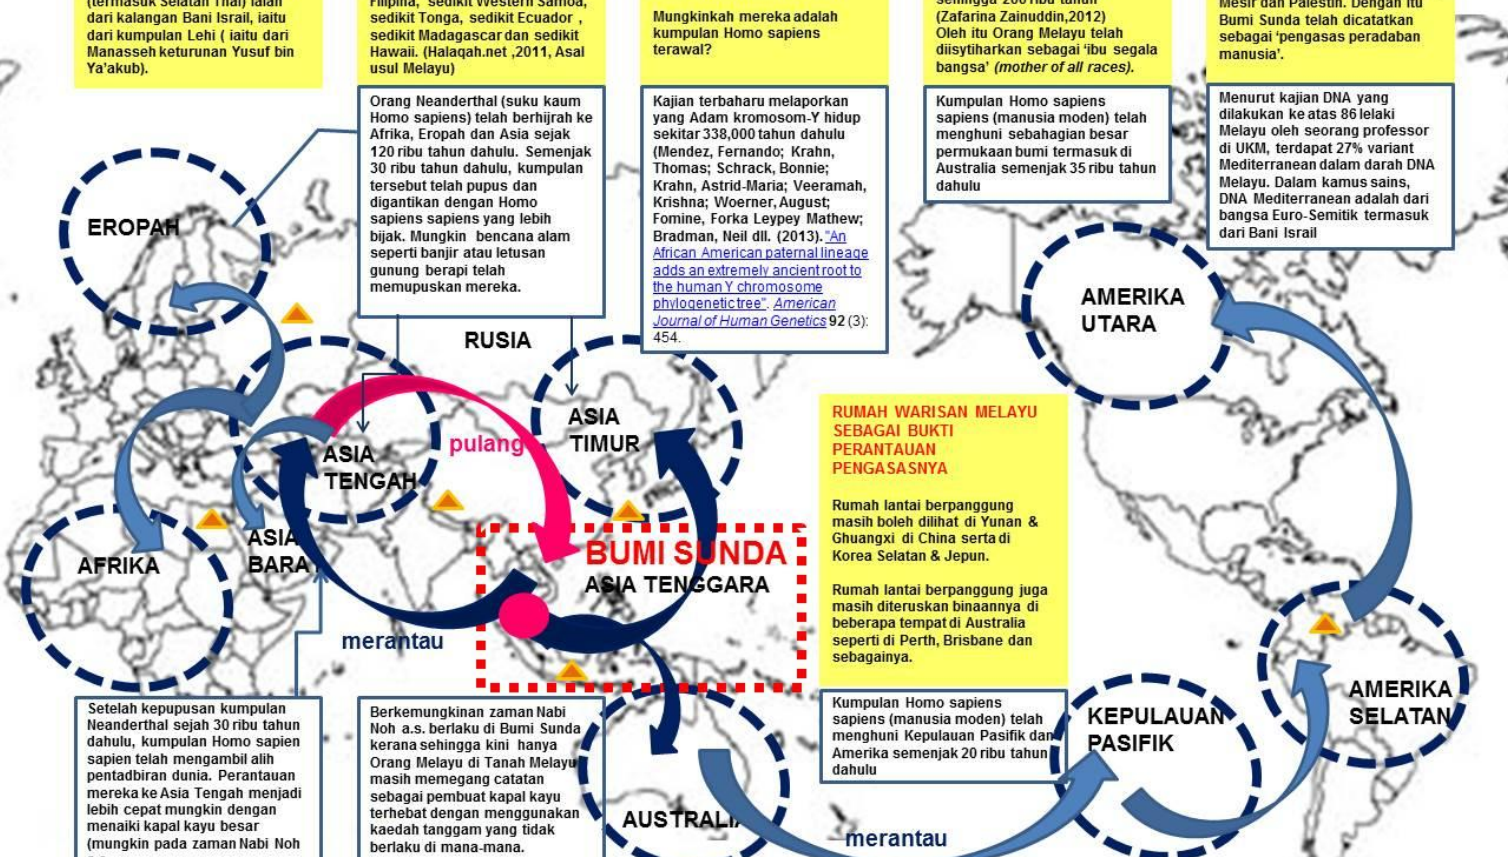 (termasuk Selatan Thai) ialah
dari kalangan Bani Israil, iaitu
dari kumpulan Lehi ( iaitu dari
Manasseh keturunan Yusuf bin
Ya'akub).
Filipina, sedikit Western Samoa,
sedikit Tonga, sedikit Ecuador ,
sedikit Madagascar dan sedikit
Hawaii. (Halaqah.net ,2011, Asal
usul Melayu)
Mungkinkah mereka adalah
kumpulan Homo sapiens
terawal?
sehingga 200 ribu tahun
(Zafarina Zainuddin,2012)
Oleh itu Orang Melayu telah
diisytiharkan sebagai 'ibu segala
bangsa' (mother of all races).
Mesir dan Palestin. Dengan itu
Bumi Sunda telah dicatatkan
sebagai 'pengasas peradaban
manusia'.
Orang Neanderthal (suku kaum
Homo sapiens) telah berhijrah ke
Afrika, Eropah dan Asia sejak
120 ribu tahun dahulu. Semenjak
30 ribu tahun dahulu, kumpulan
tersebut telah pupus dan
digantikan dengan Homo
sapiens sapiens yang lebih
bijak. Mungkin bencana alam
seperti banjir atau letusan
gunung berapi telah
memupuskan mereka.
Kajian terbaharu melaporkan
yang Adam kromosom-Y hidup
sekitar 338,000 tahun dahulu
(Mendez, Fernando; Krahn,
Thomas; Schrack, Bonnie;
Krahn, Astrid-Maria; Veeramah,
Krishna; Woerner, August;
Fomine, Forka Leypey Mathew;
Bradman, Neil dll. (2013). "An
African American paternal lineage
adds an extremely ancient root to
the human Y chromosome
phylogenetic tree". American
Journal of Human Genetics 92 (3):
454.
Kumpulan Homo sapiens
sapiens (manusia moden) telah
menghuni sebahagian besar
permukaan bumi termasuk di
Australia semenjak 35 ribu tahun
dahulu
Menurut kajian DNA yang
dilakukan ke atas 86 lelaki
Melayu oleh seorang professor
di UKM, terdapat 27% variant
Mediterranean dalam darah DNA
Melayu. Dalam kamus sains,
DNA Mediterranean adalah dari
bangsa Euro-Semitik termasuk
dari Bani Israil
EROPAH
RUSIA
AMERIKA
UTARA
ASIA
TIMUR
ASIA
TENGAH
pulang
RUMAH WARISAN MELAYU
SEBAGAI BUKTI
PERANTAUAN
PENGASASNYA
Rumah lantai berpanggung
masih boleh dilihat di Yunan &
Ghuangxi di China serta di
Korea Selatan & Jepun.
Rumah lantai berpanggung juga
masih diteruskan binaannya di
beberapa tempat di Australia
seperti di Perth, Brisbane dan
sebagainya.
AFRIKA
ASIA
BARA
BUMI SUNDA
ASIA TENGGARA
merantau
Setelah kepupusan kumpulan
Neanderthal sejah 30 ribu tahun
dahulu, kumpulan Homo sapien
sapien telah mengambil alih
pentadbiran dunia. Perantauan
mereka ke Asia Tengah menjadi
lebih cepat mungkin dengan
menaiki kapal kayu besar
(mungkin pada zaman Nabi Noh
Berkemungkinan zaman Nabi
Noh a.s. berlaku di Bumi Sunda
kerana sehingga kini hanya
Orang Melayu di Tanah Melayu
masih memegang catatan
sebagai pembuat kapal kayu
terhebat dengan menggunakan
kaedah tanggam yang tidak
berlaku di mana-mana.
AUSTRALIA
Kumpulan Homo sapiens
sapiens (manusia moden) telah
menghuni Kepulauan Pasifik dan
Amerika semenjak 20 ribu tahun
dahulu
KEPULAUAN
PASIFIK
AMERIKA
SELATAN
merantau